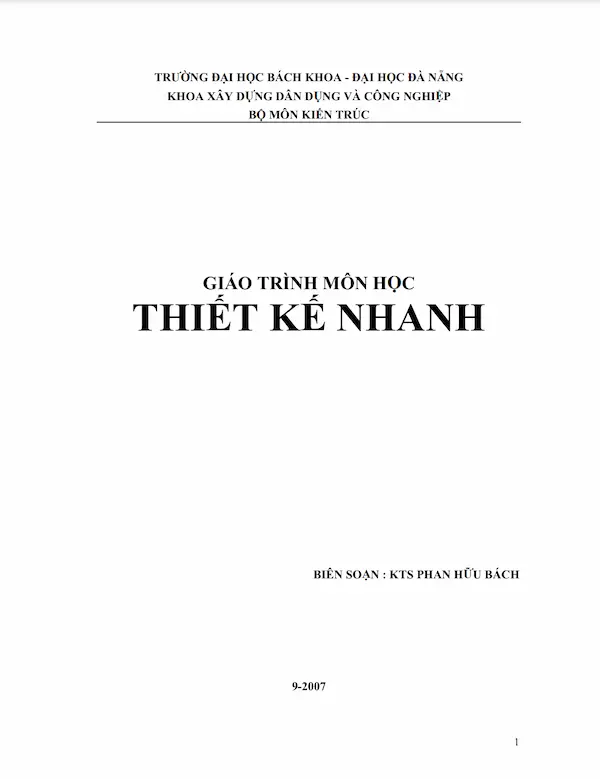 TRƯỜNG ĐẠI HỌC BÁCH KHOA - ĐẠI HỌC ĐÀ NẴNG
KHOA XÂY DỰNG DÂN DỤNG VÀ CÔNG NGHIỆP
BỘ MÔN KIẾN TRÚC
GIÁO TRÌNH MÔN HỌC
THIẾT KẾ NHANH
BIÊN SOẠN : KTS PHAN HỮU BÁCH
9-2007
1